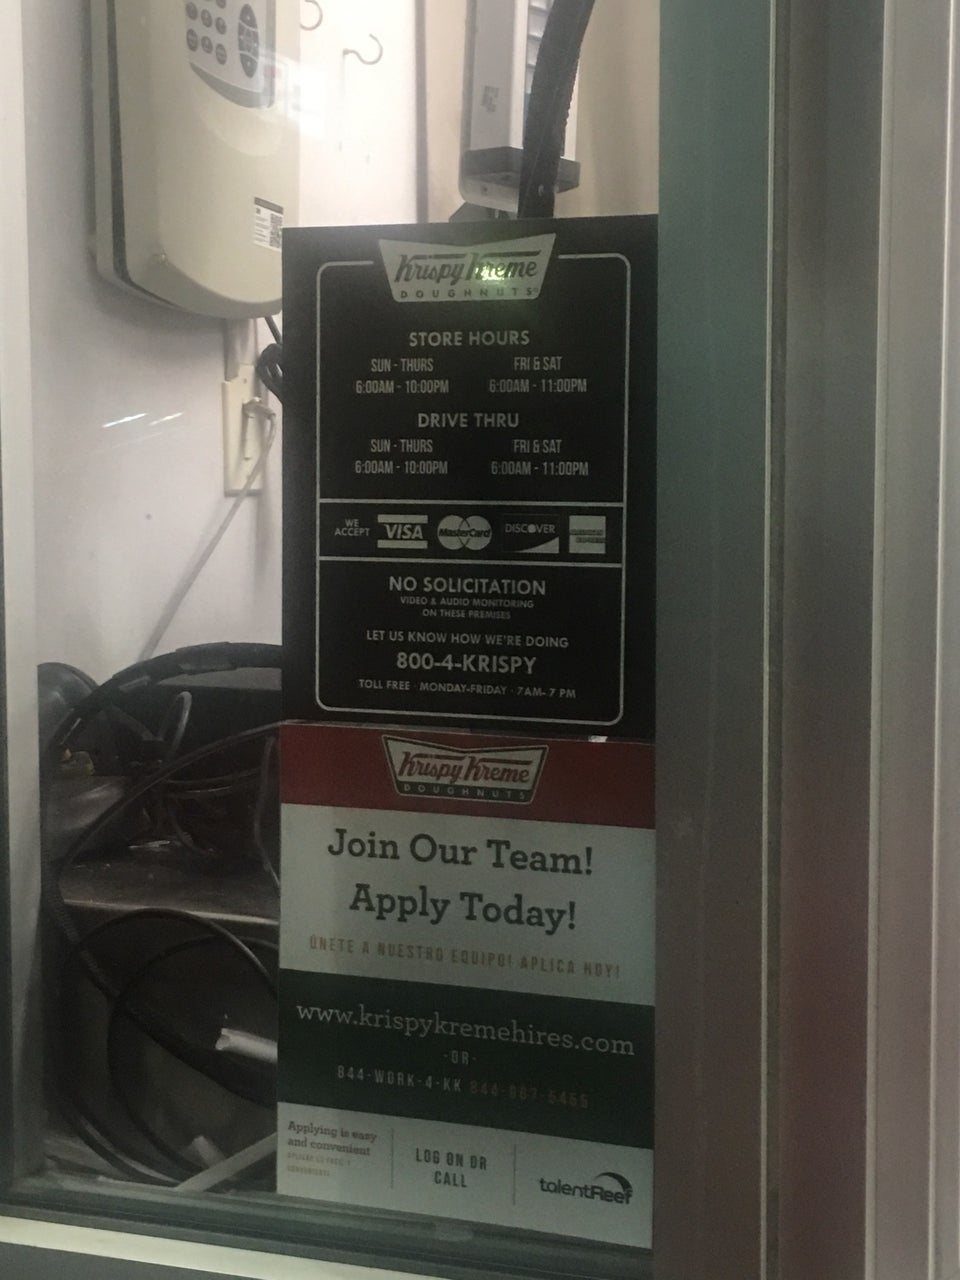 Krispy Kreme
DOUGHNUTS
STORE HOURS
SUN - THURS FRI & SAT
6:00AM - 10:00PM 6:00AM - 11:00PM
DRIVE THRU
SUN - THURS FRI & SAT
6:00AM - 10:00PM 6:00AM - 11:00PM
WE ACCEPT VISA MasterCard DISCOVER
NO SOLICITATION
VIDEO & AUDIO MONITORING
ON THESE PREMISES
LET US KNOW HOW WE'RE DOING
800-4-KRISPY
TOLL FREE · MONDAY-FRIDAY · 7AM- 7 PM
Krispy Kreme
DOUGHNUTS
Join Our Team!
Apply Today!
ÚNETE A NUESTRO EQUIPO! APLICA HOY!
www.krispykremehires.com
-OR-
844-WORK-4-KK
Applying is easy
and convenient
LOG ON OR
CALL
talentReef